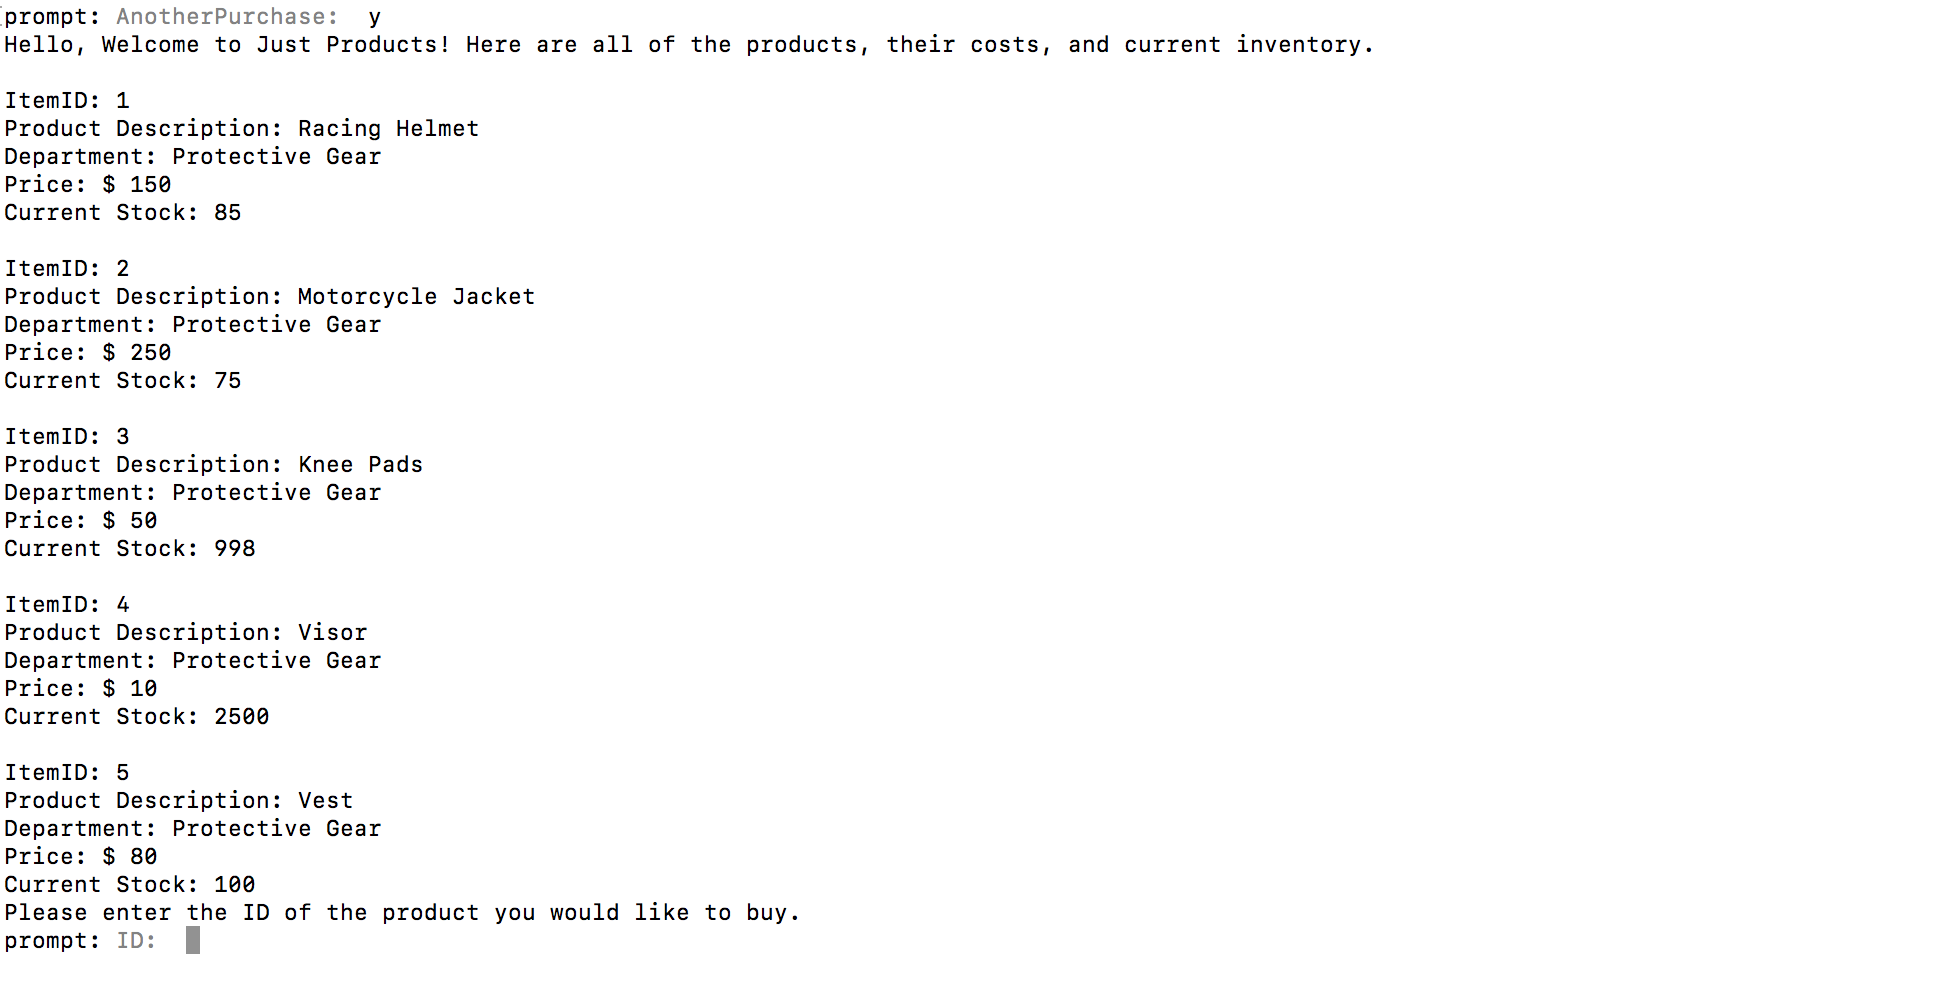 prompt: AnotherPurchase:  y
Hello, Welcome to Just Products! Here are all of the products, their costs, and current inventory.
ItemID: 1
Product Description: Racing Helmet
Department: Protective Gear
Price: $ 150
Current Stock: 85
ItemID: 2
Product Description: Motorcycle Jacket
Department: Protective Gear
Price: $ 250
Current Stock: 75
ItemID: 3
Product Description: Knee Pads
Department: Protective Gear
Price: $ 50
Current Stock: 998
ItemID: 4
Product Description: Visor
Department: Protective Gear
Price: $ 10
Current Stock: 2500
ItemID: 5
Product Description: Vest
Department: Protective Gear
Price: $ 80
Current Stock: 100
Please enter the ID of the product you would like to buy.
prompt: ID: